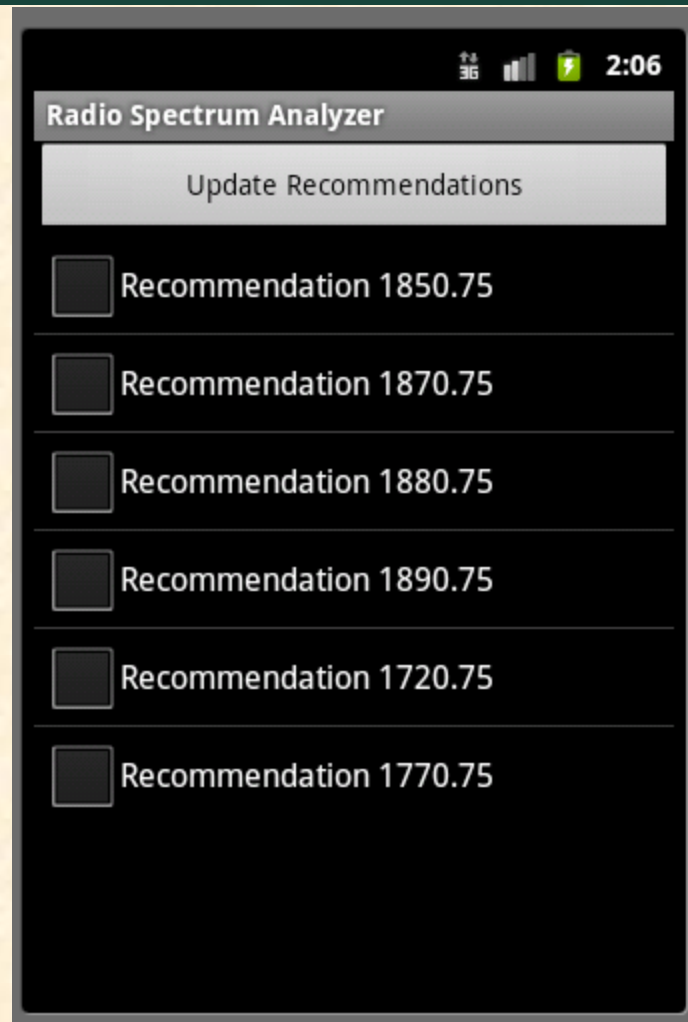 3G 2:06
Radio Spectrum Analyzer
Update Recommendations
Recommendation 1850.75
Recommendation 1870.75
Recommendation 1880.75
Recommendation 1890.75
Recommendation 1720.75
Recommendation 1770.75